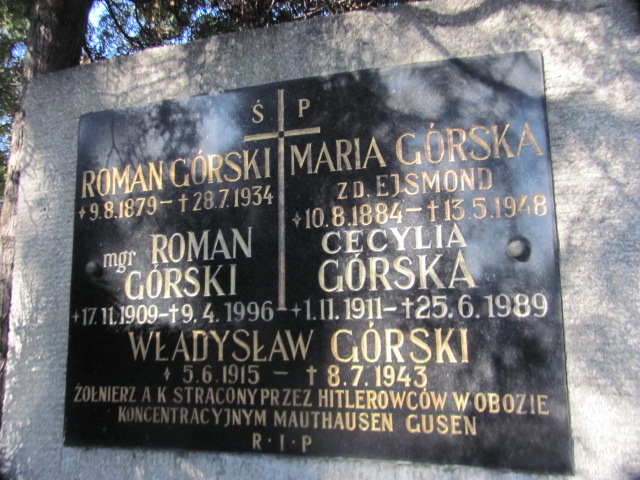 Ś P
ROMAN GÓRSKI
+ 9.8.1879 - † 28.7.1934
MARIA GÓRSKA
ZD. EJSMOND
+ 10.8.1884 - † 13.5.1948
mgr ROMAN
GÓRSKI
+ 17.11.1909 - † 9.4.1996
CECYLIA
GÓRSKA
+ 1.11.1911 - † 25.6.1989
WŁADYSŁAW GÓRSKI
+ 5.6.1915 - † 8.7.1943
ŻOŁNIERZ A K STRACONY PRZEZ HITLEROWCÓW W OBOZIE
KONCENTRACYJNYM MAUTHAUSEN GUSEN
R · I · P